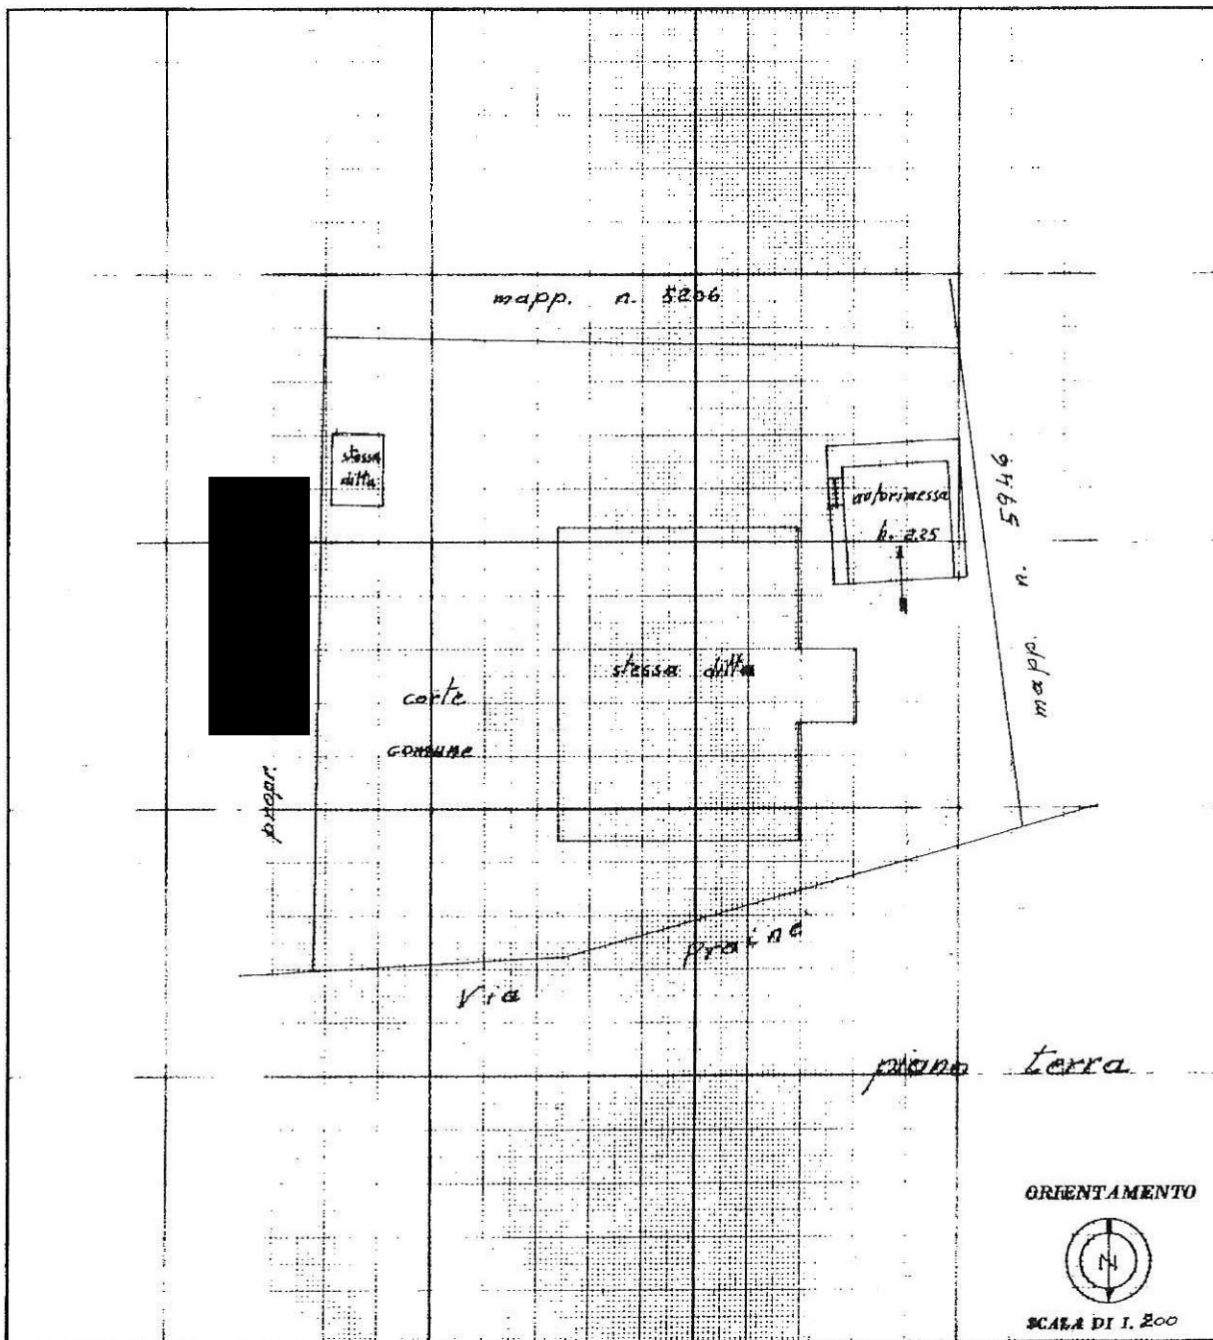 mapp. n. 5206
stessa
ditta
autorimessa
h. 2.25
mapp. n. 5946
stessa ditta
corte
comune
propr.
Via Praine
piano terra
ORIENTAMENTO
N
SCALA DI 1. 200